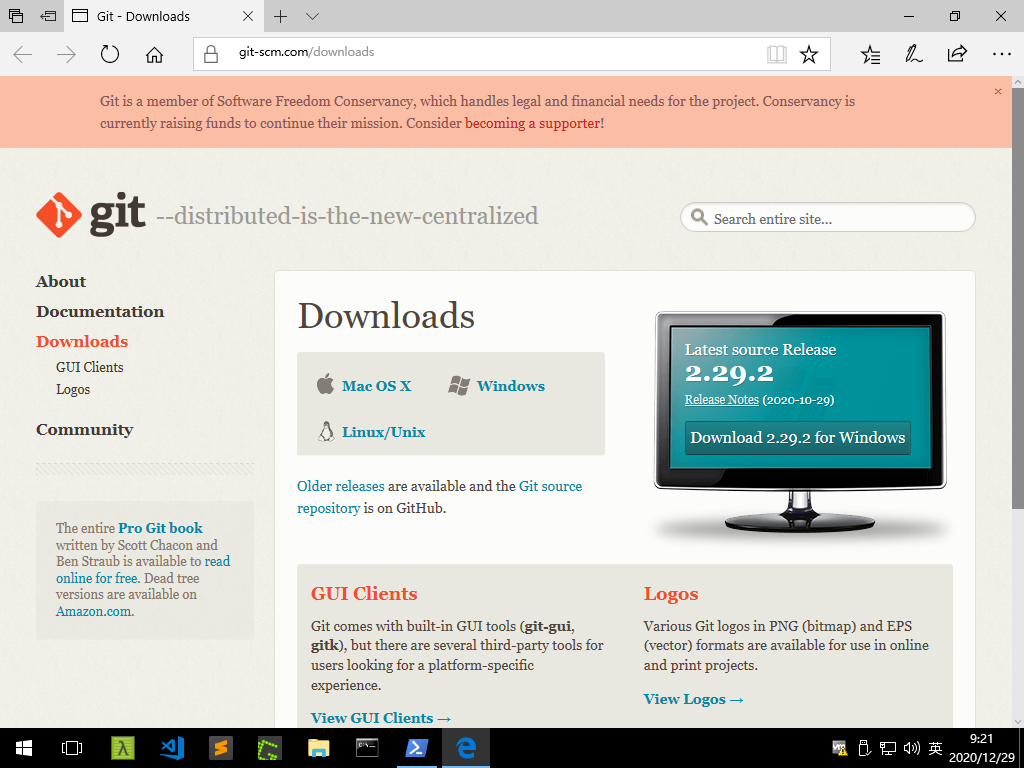 Git - Downloads
git-scm.com/downloads
Git is a member of Software Freedom Conservancy, which handles legal and financial needs for the project. Conservancy is
currently raising funds to continue their mission. Consider becoming a supporter!
git --distributed-is-the-new-centralized
Search entire site...
About
Documentation
Downloads
GUI Clients
Logos
Community
The entire Pro Git book
written by Scott Chacon and
Ben Straub is available to read
online for free. Dead tree
versions are available on
Amazon.com.
Downloads
Mac OS X
Windows
Linux/Unix
Older releases are available and the Git source
repository is on GitHub.
Latest source Release
2.29.2
Release Notes (2020-10-29)
Download 2.29.2 for Windows
GUI Clients
Git comes with built-in GUI tools (git-gui,
gitk), but there are several third-party tools for
users looking for a platform-specific
experience.
View GUI Clients →
Logos
Various Git logos in PNG (bitmap) and EPS
(vector) formats are available for use in online
and print projects.
View Logos →
英
9:21
2020/12/29